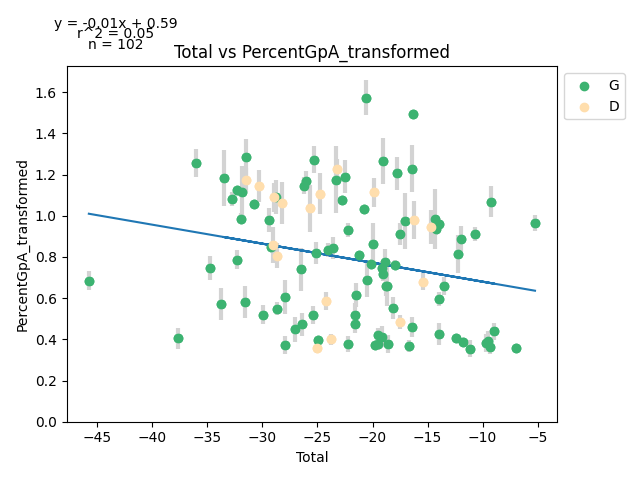 y = -0.01x + 0.59
r^2 = 0.05
n = 102
Total vs PercentGpA_transformed
G
D
1.6
1.4
1.2
1.0
0.8
0.6
0.4
0.2
0.0
PercentGpA_transformed
−45 −40 −35 −30 −25 −20 −15 −10 −5
Total